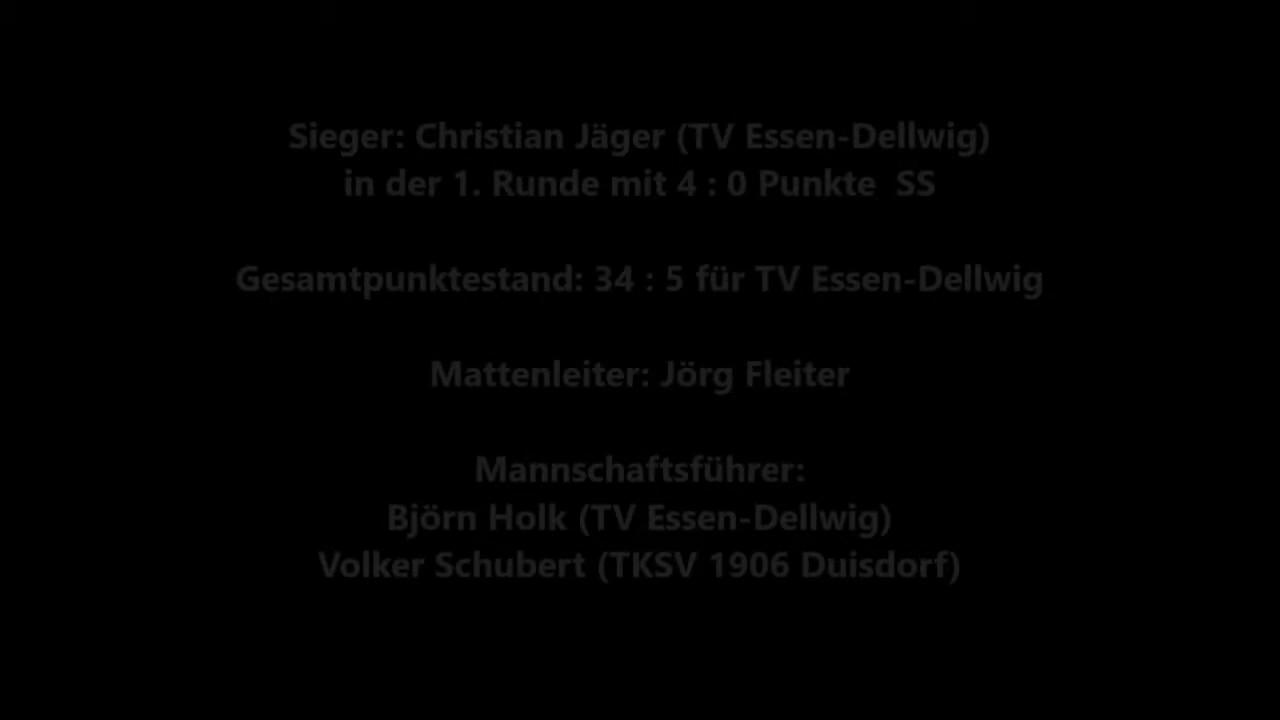 Sieger: Christian Jäger (TV Essen-Dellwig)
in der 1. Runde mit 4 : 0 Punkte  SS
Gesamtpunktestand: 34 : 5 für TV Essen-Dellwig
Mattenleiter: Jörg Fleiter
Mannschaftsführer:
Björn Holk (TV Essen-Dellwig)
Volker Schubert (TKSV 1906 Duisdorf)